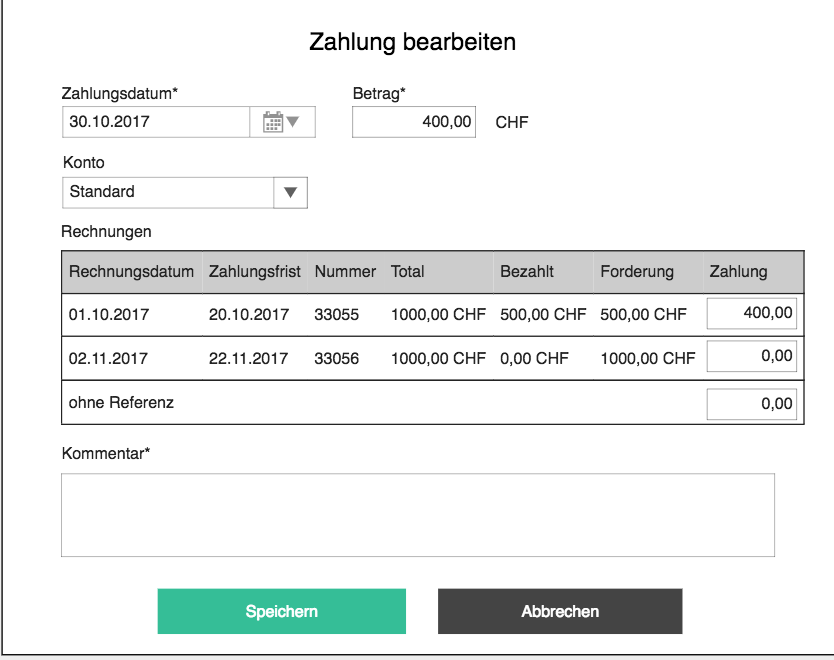 Zahlung bearbeiten
Zahlungsdatum* Betrag*
30.10.2017 400,00 CHF
Konto
Standard
Rechnungen
Rechnungsdatum Zahlungsfrist Nummer Total Bezahlt Forderung Zahlung
01.10.2017 20.10.2017 33055 1000,00 CHF 500,00 CHF 500,00 CHF 400,00
02.11.2017 22.11.2017 33056 1000,00 CHF 0,00 CHF 1000,00 CHF 0,00
ohne Referenz 0,00
Kommentar*
Speichern Abbrechen